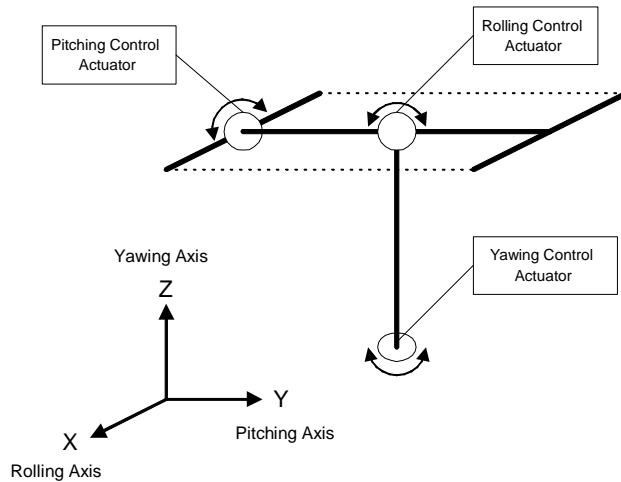 Pitching Control
Actuator
Rolling Control
Actuator
Yawing Control
Actuator
Yawing Axis
Z
Y
Pitching Axis
X
Rolling Axis